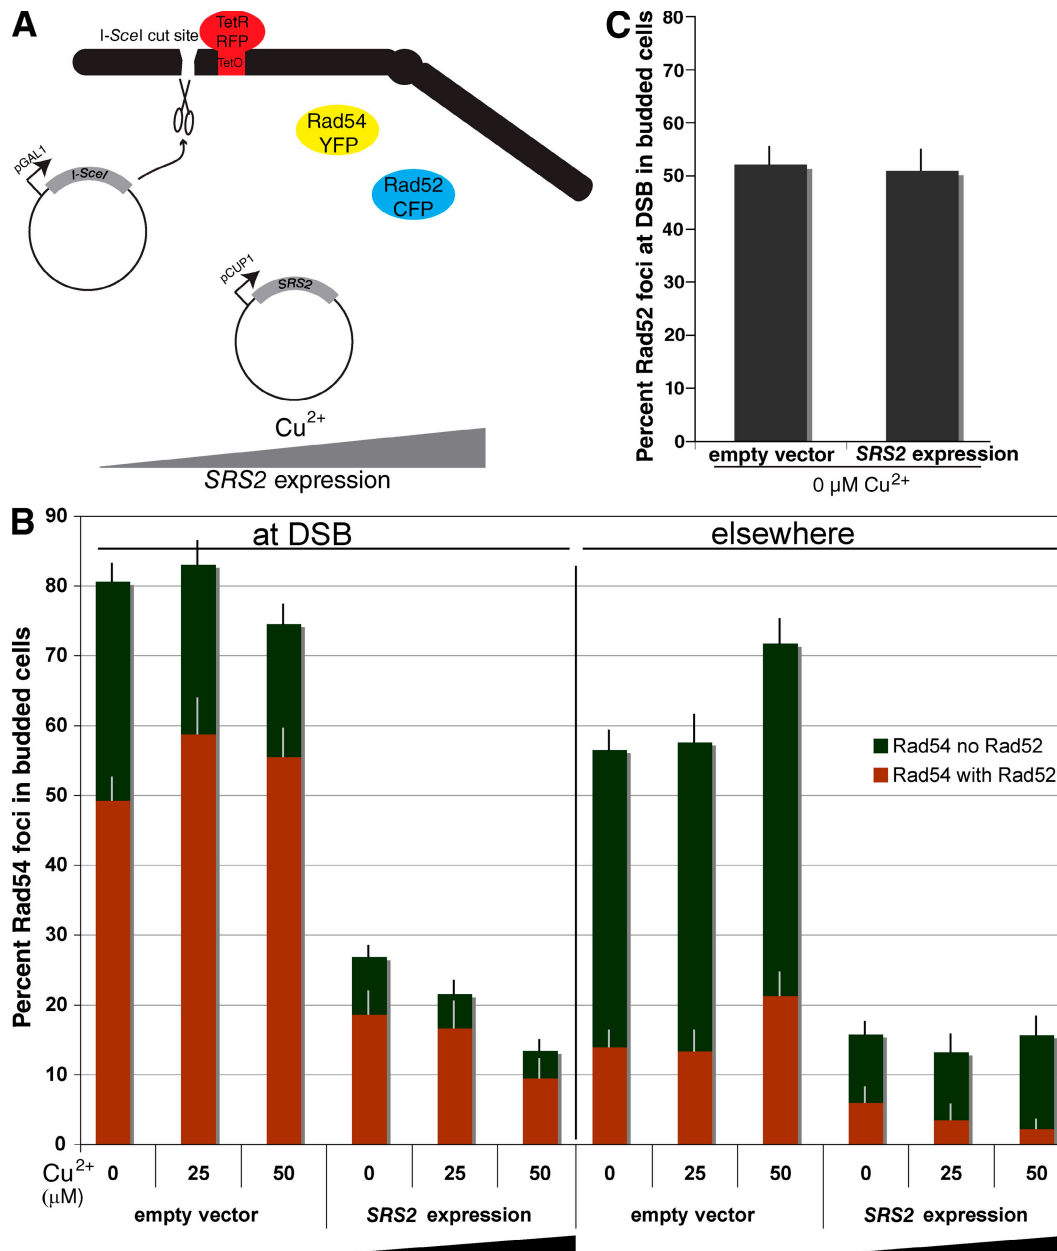 A
I-SceI cut site
TetR
RFP
TetO
Rad54
YFP
Rad52
CFP
pGAL1
I-SceI
pCUP1
SRS2
Cu2+
SRS2 expression
C
Percent Rad52 foci at DSB in budded cells
80
70
60
50
40
30
20
10
0
empty vector
SRS2 expression
0 µM Cu2+
B
Percent Rad54 foci in budded cells
90
80
70
60
50
40
30
20
10
0
at DSB
elsewhere
Rad54 no Rad52
Rad54 with Rad52
Cu2+ 0 25 50 0 25 50 0 25 50 0 25 50
(µM)
empty vector SRS2 expression empty vector SRS2 expression